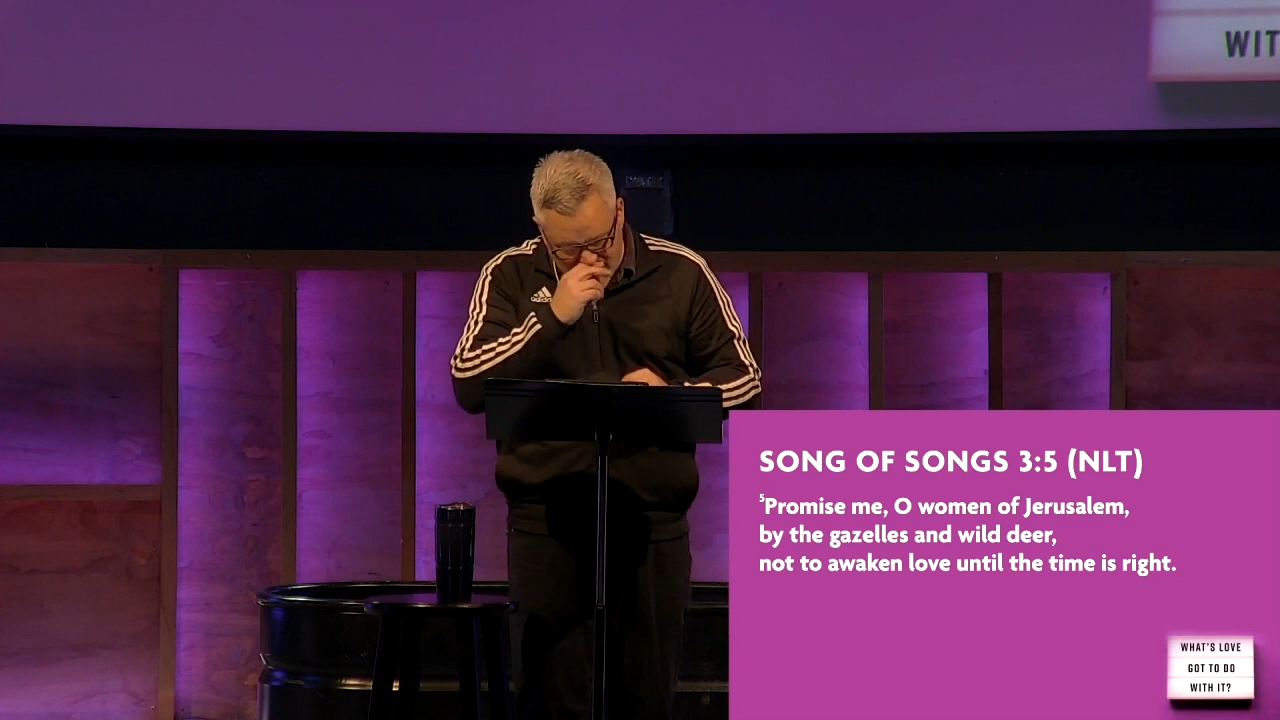 WIT
adidas
SONG OF SONGS 3:5 (NLT)
⁵Promise me, O women of Jerusalem,
by the gazelles and wild deer,
not to awaken love until the time is right.
WHAT'S LOVE
GOT TO DO
WITH IT?